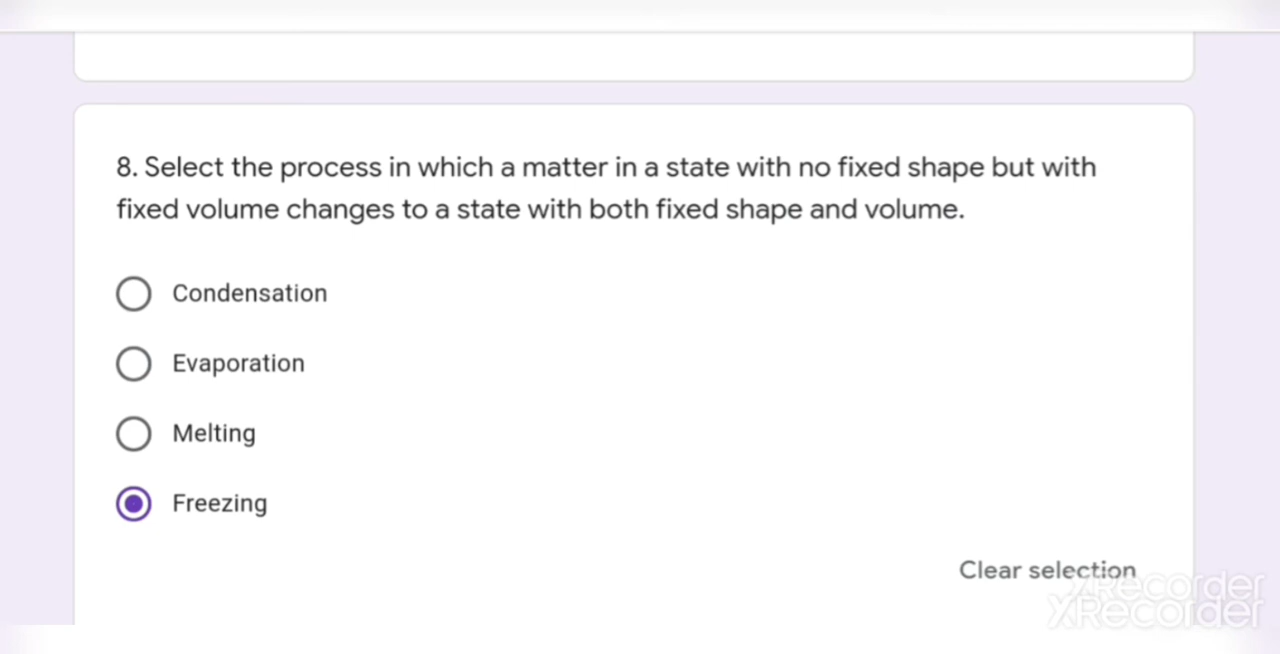 8. Select the process in which a matter in a state with no fixed shape but with
fixed volume changes to a state with both fixed shape and volume.
Condensation
Evaporation
Melting
Freezing
Clear selection
XRecorder
XRecorder